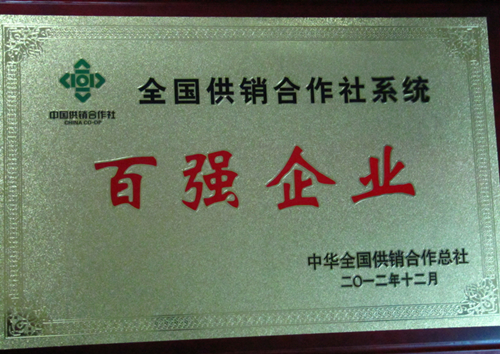 全国供销合作社系统
中国供销合作社
CHINA CO-OP
百强企业
中华全国供销合作总社
二〇一二年十二月